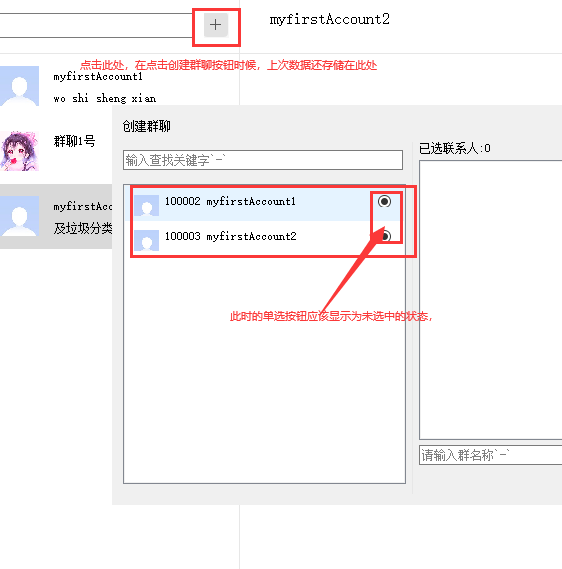 myfirstAccount2
点击此处，在点击创建群聊按钮时候，上次数据还存储在此处
myfirstAccount1
wo shi sheng xian
群聊1号
myfirstAcc
及垃圾分类
创建群聊
输入查找关键字`-`
已选联系人:0
100002 myfirstAccount1
100003 myfirstAccount2
此时的单选按钮应该显示为未选中的状态，
请输入群名称`-`